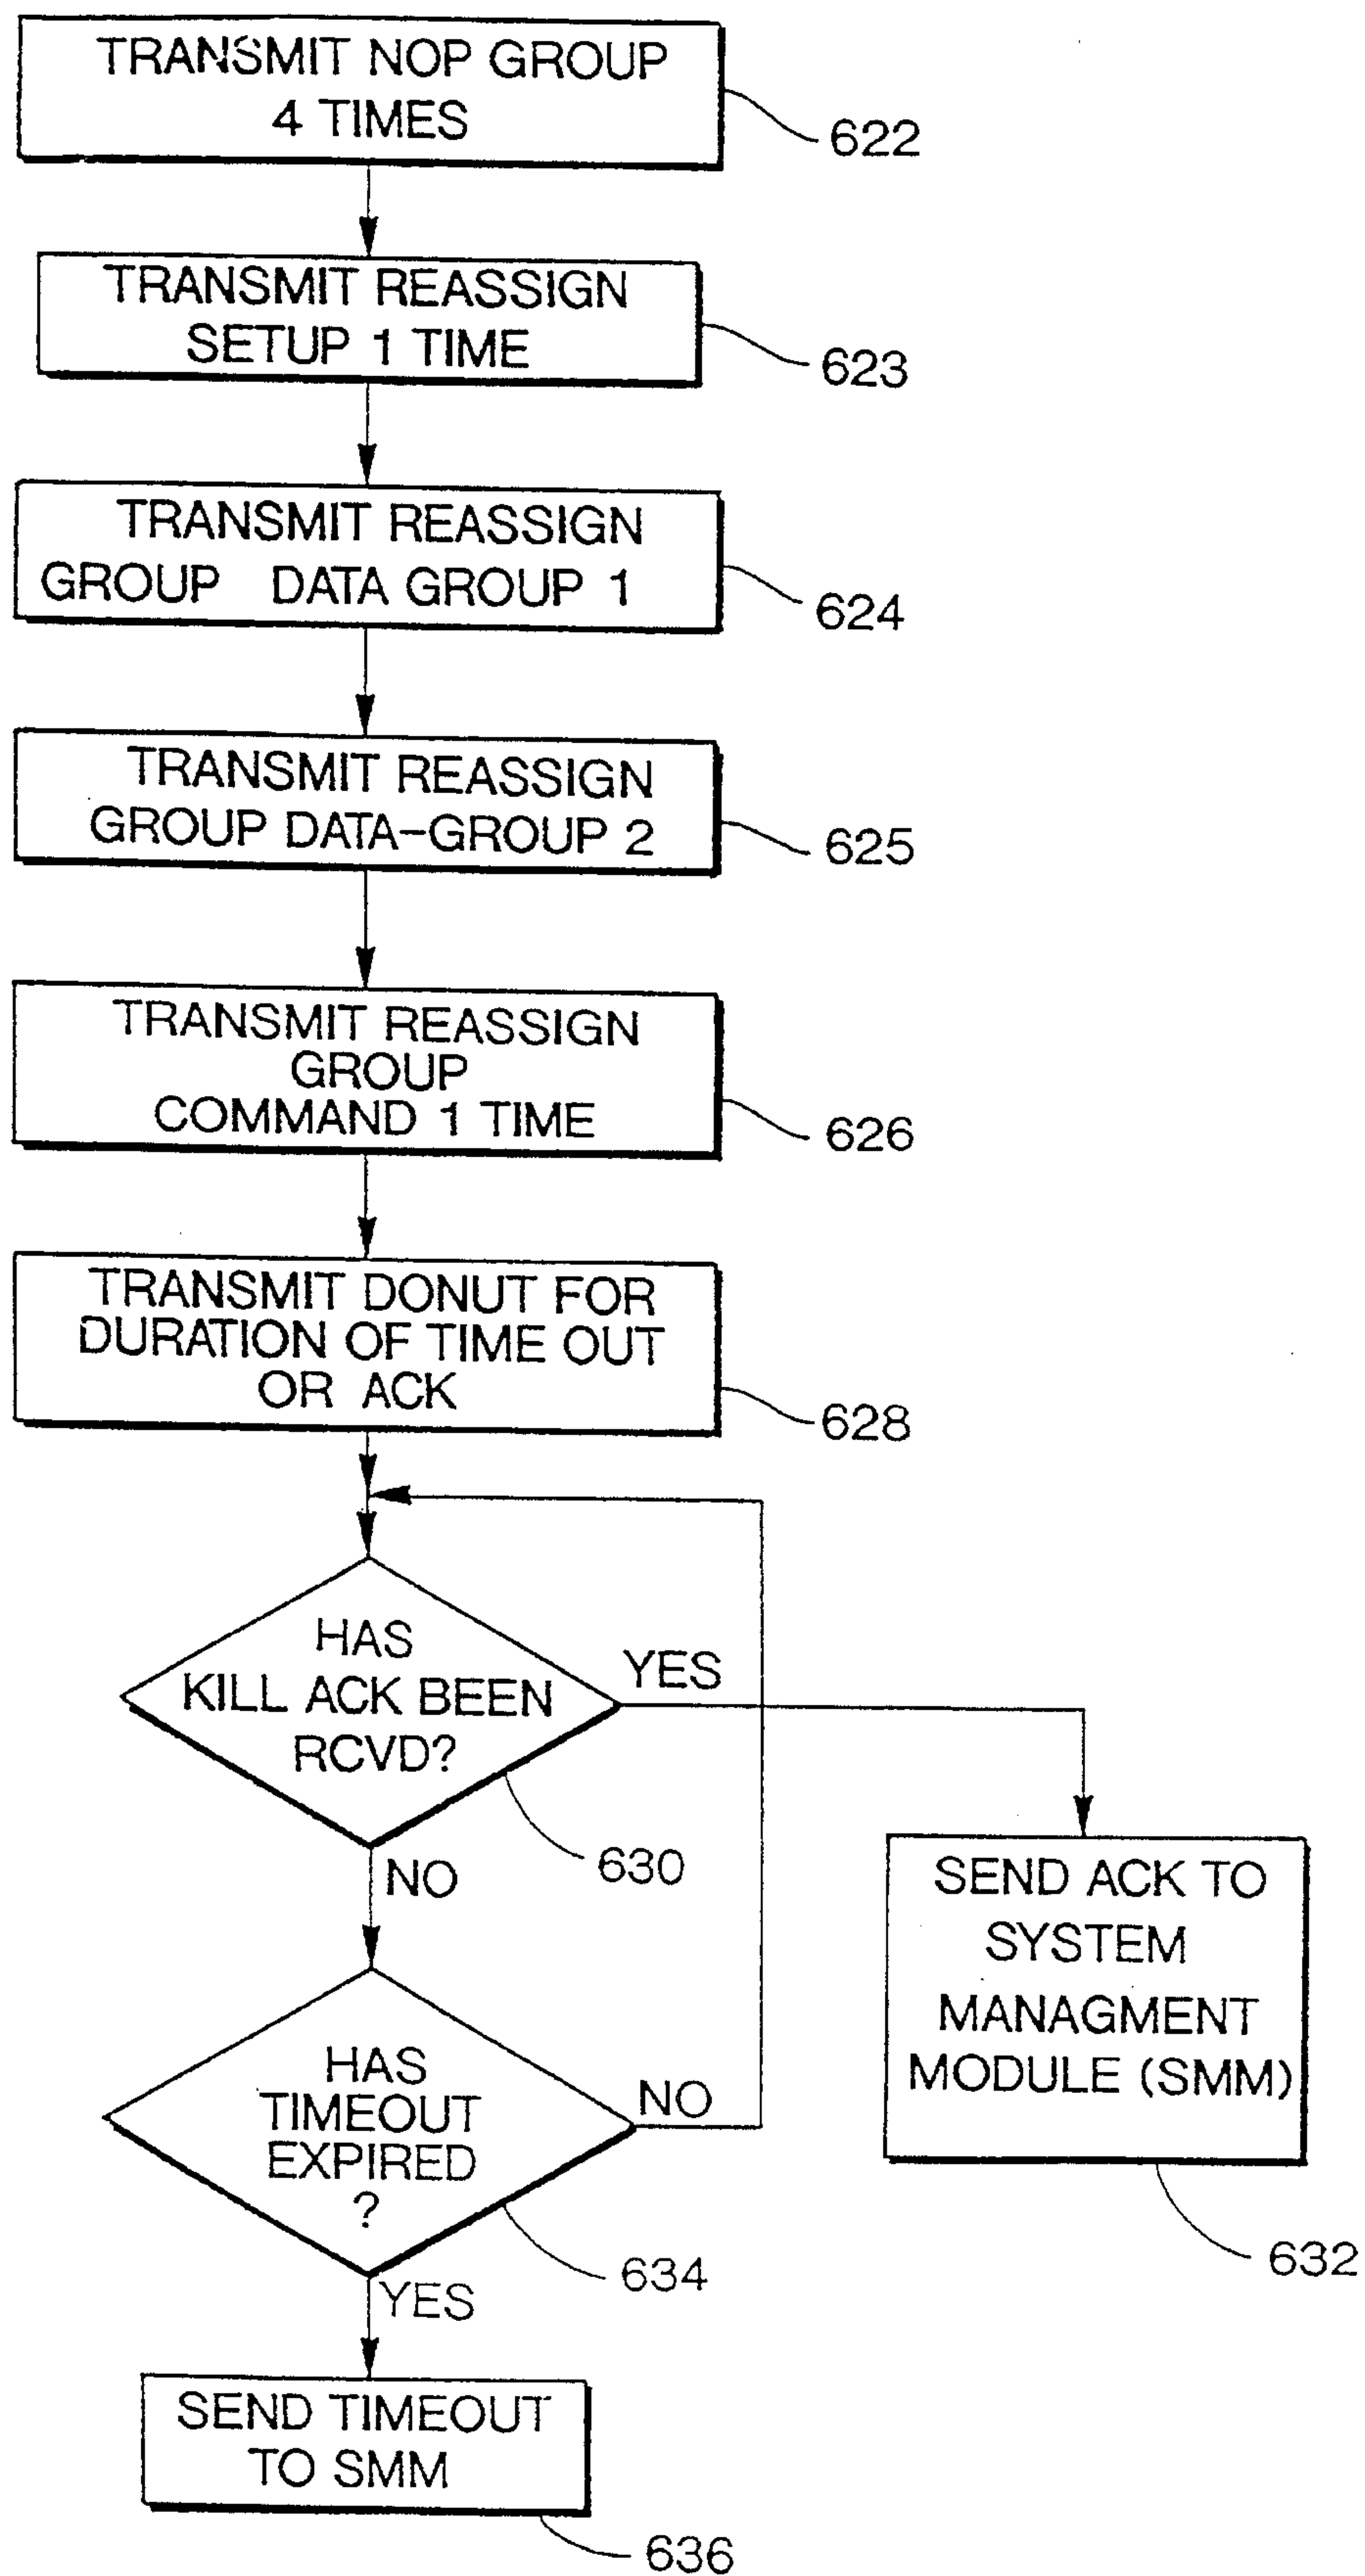 TRANSMIT NOP GROUP
4 TIMES
622
TRANSMIT REASSIGN
SETUP 1 TIME
623
TRANSMIT REASSIGN
GROUP DATA GROUP 1
624
TRANSMIT REASSIGN
GROUP DATA-GROUP 2
625
TRANSMIT REASSIGN
GROUP
COMMAND 1 TIME
626
TRANSMIT DONUT FOR
DURATION OF TIME OUT
OR ACK
628
HAS
KILL ACK BEEN
RCVD?
YES
630
NO
SEND ACK TO
SYSTEM
MANAGMENT
MODULE (SMM)
632
HAS
TIMEOUT
EXPIRED
?
NO
634
YES
SEND TIMEOUT
TO SMM
636